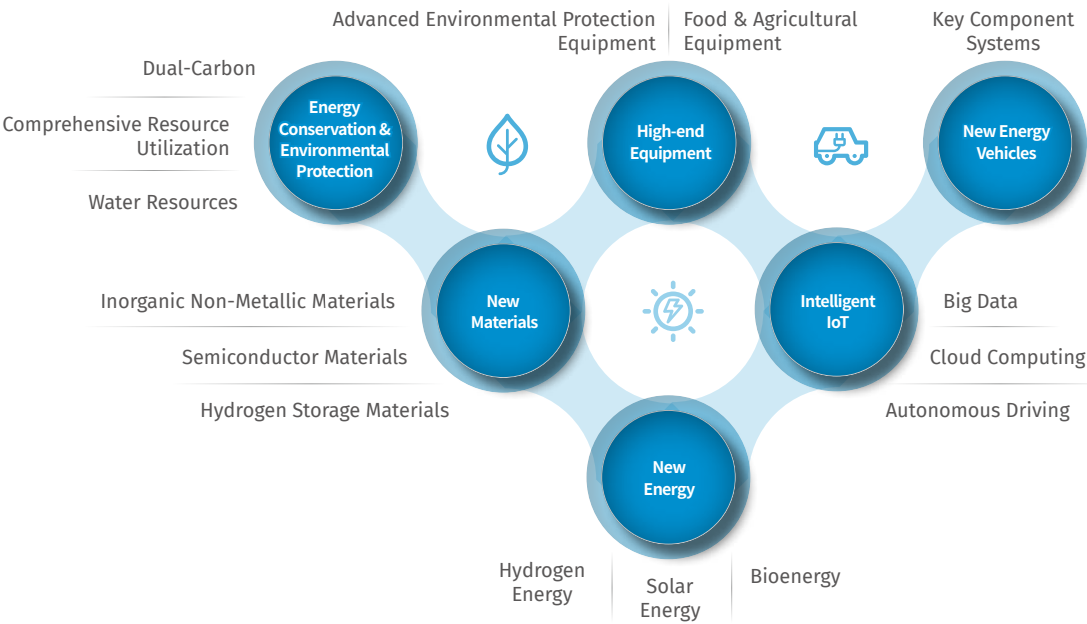 Advanced Environmental Protection
Equipment
Food & Agricultural
Equipment
Key Component
Systems
Dual-Carbon
Comprehensive Resource
Utilization
Water Resources
Energy
Conservation &
Environmental
Protection
High-end
Equipment
New Energy
Vehicles
Inorganic Non-Metallic Materials
Semiconductor Materials
Hydrogen Storage Materials
New
Materials
Intelligent
IoT
Big Data
Cloud Computing
Autonomous Driving
New
Energy
Hydrogen
Energy
Solar
Energy
Bioenergy